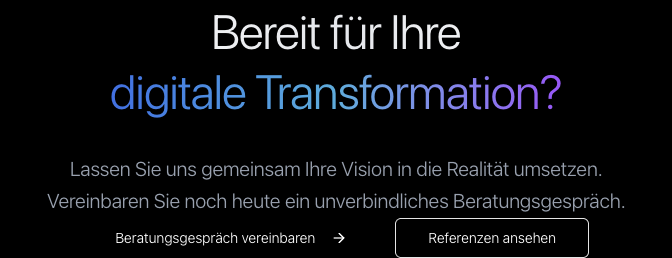 Bereit für Ihre
digitale Transformation?
Lassen Sie uns gemeinsam Ihre Vision in die Realität umsetzen.
Vereinbaren Sie noch heute ein unverbindliches Beratungsgespräch.
Beratungsgespräch vereinbaren → Referenzen ansehen